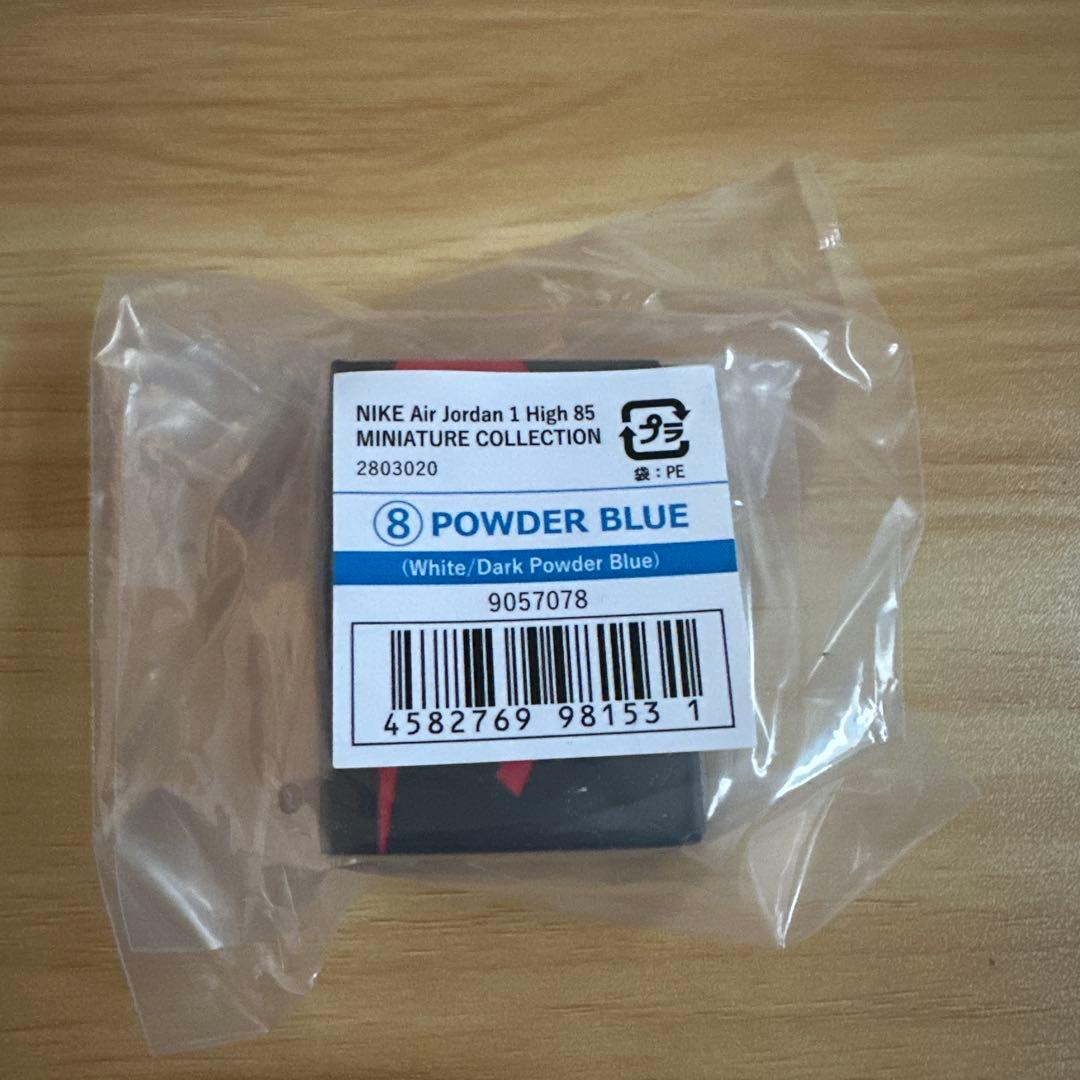 NIKE Air Jordan 1 High 85
MINIATURE COLLECTION
2803020
プラ
袋：PE
⑧ POWDER BLUE
(White/Dark Powder Blue)
9057078
4582769 98153 1